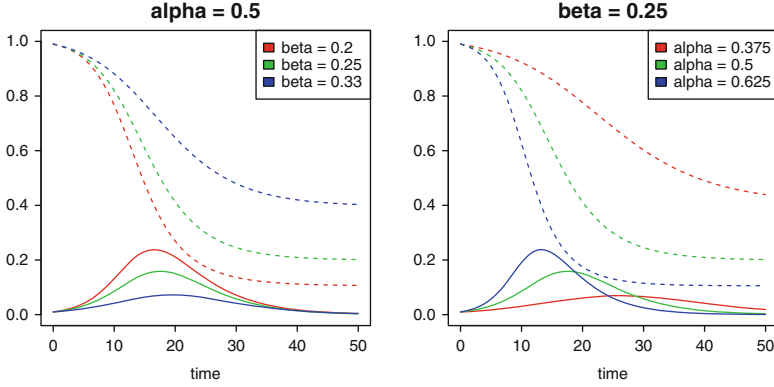 alpha = 0.5
beta = 0.2
beta = 0.25
beta = 0.33
1.0
0.8
0.6
0.4
0.2
0.0
0 10 20 30 40 50
time
beta = 0.25
alpha = 0.375
alpha = 0.5
alpha = 0.625
1.0
0.8
0.6
0.4
0.2
0.0
0 10 20 30 40 50
time